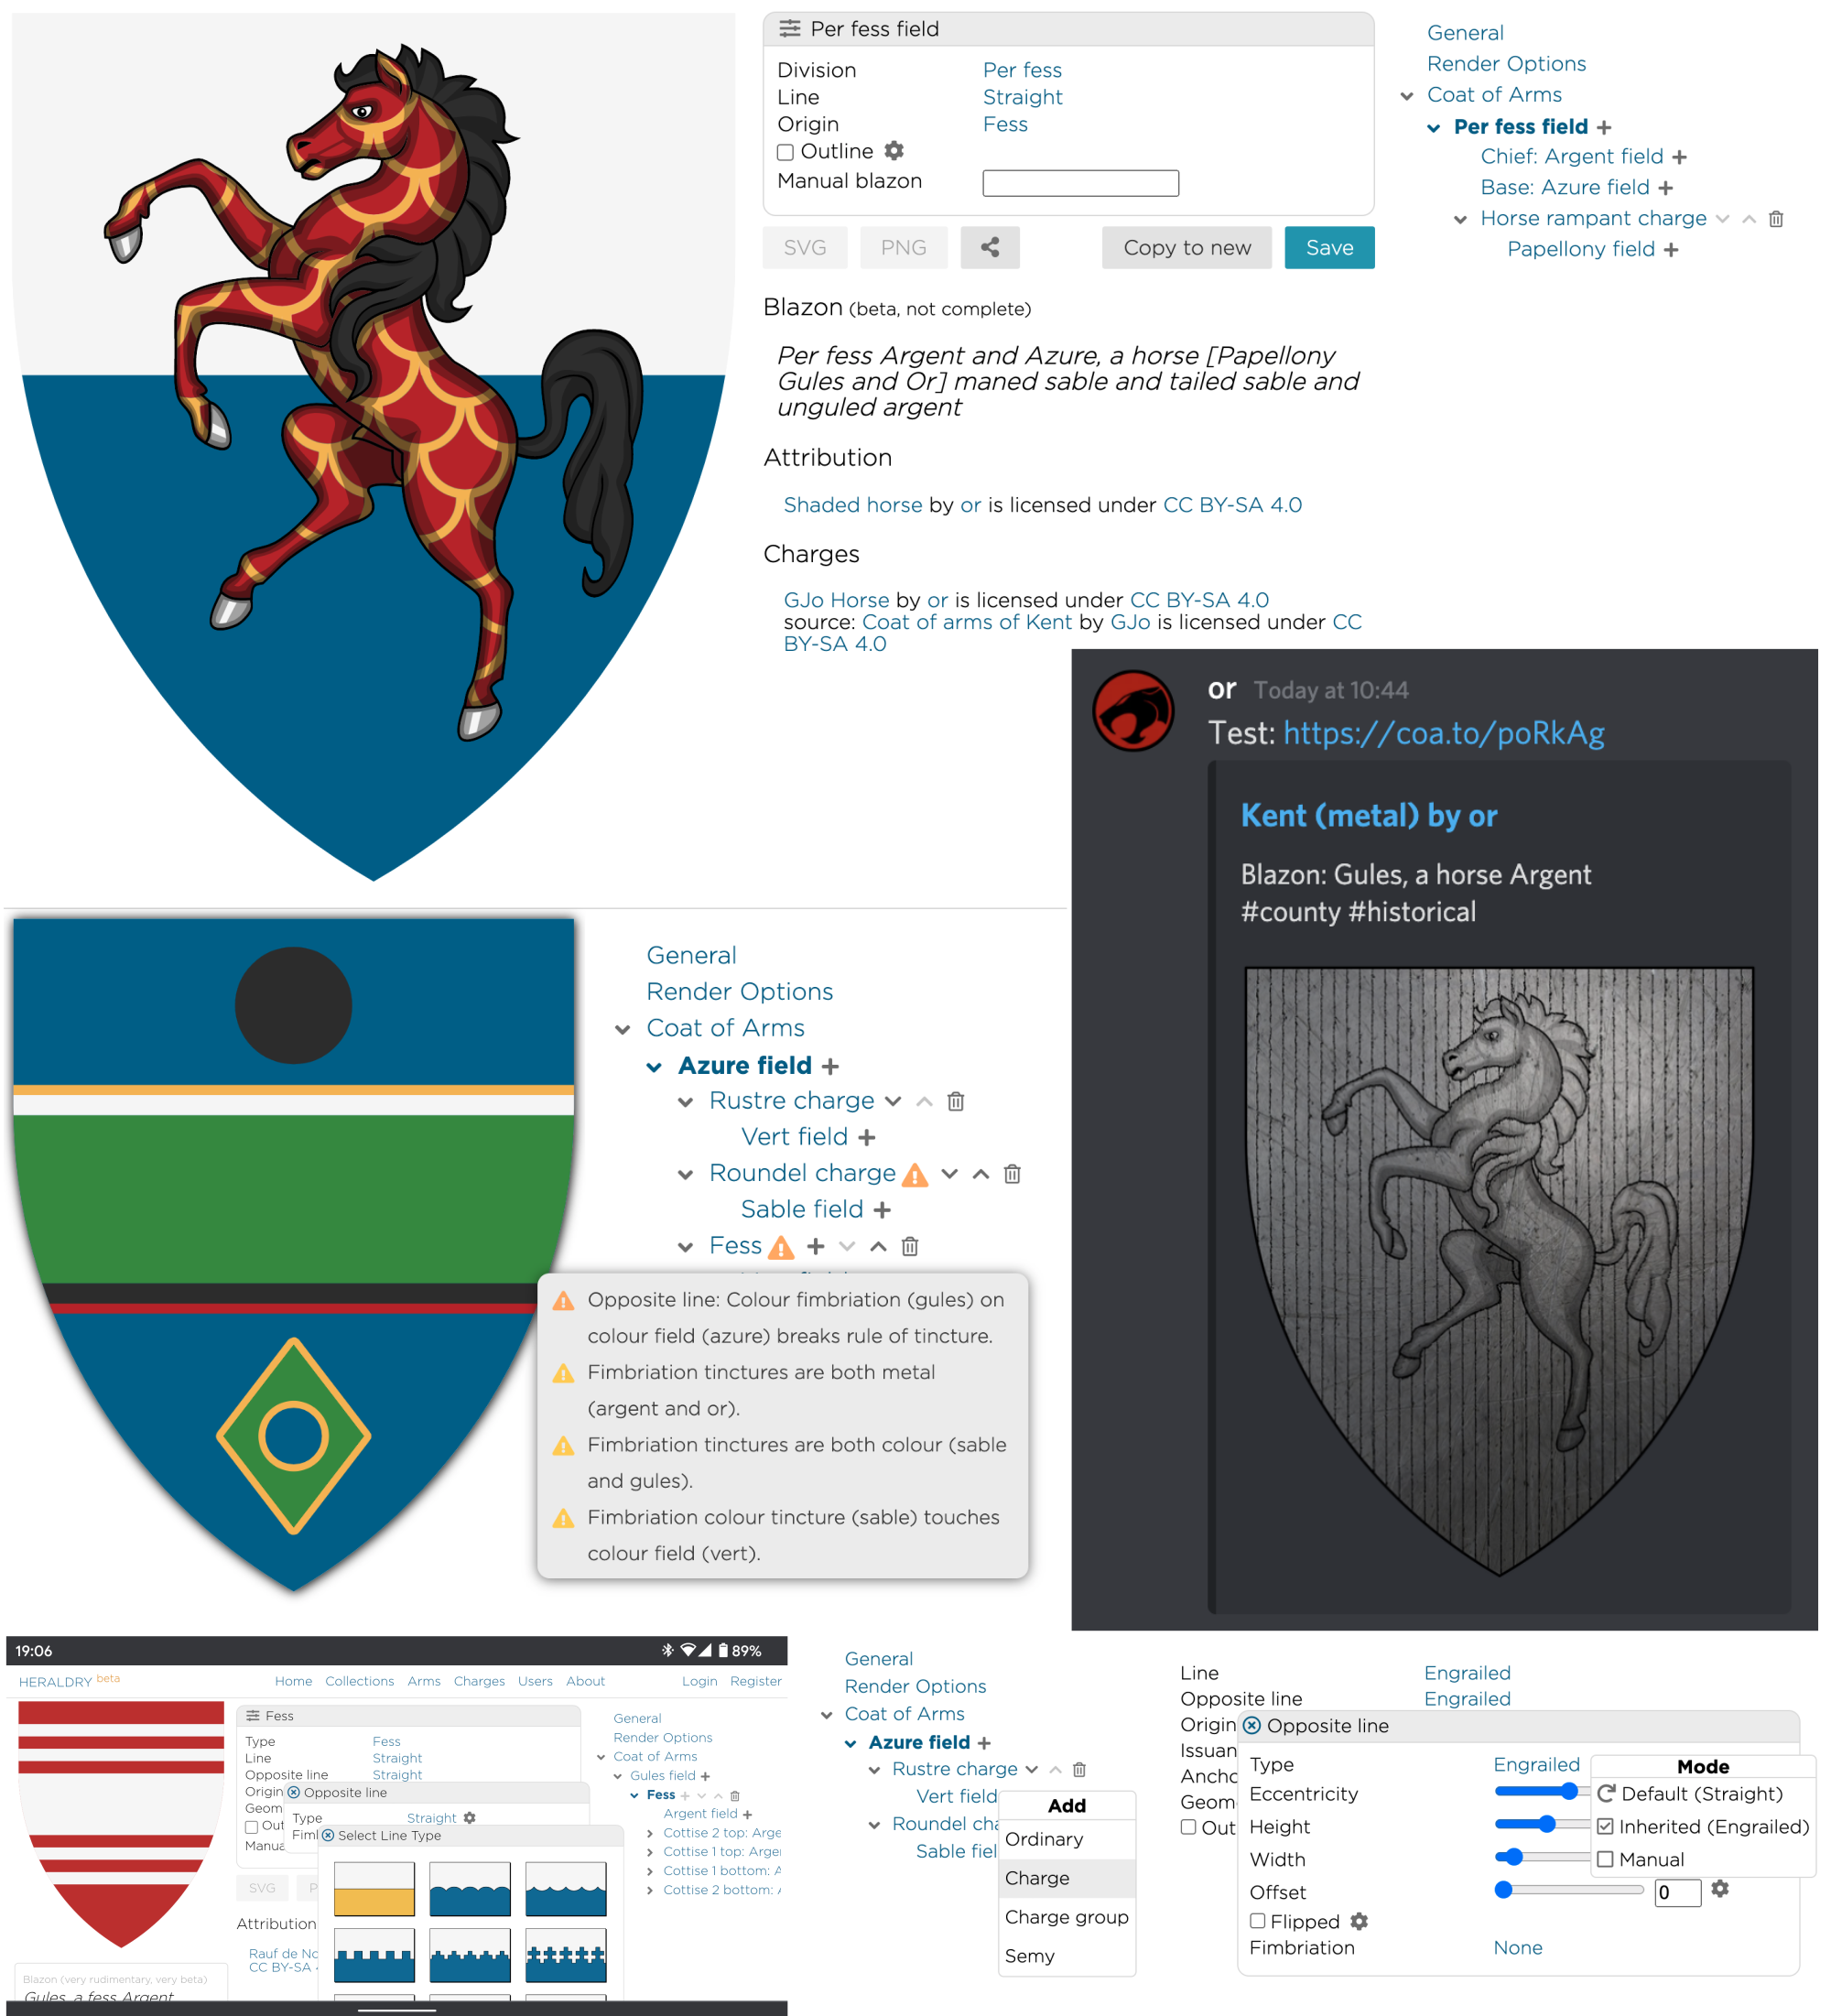 Per fess field
Division Per fess
Line Straight
Origin Fess
Outline
Manual blazon
SVG PNG Copy to new Save
Blazon (beta, not complete)
Per fess Argent and Azure, a horse [Papellony
Gules and Or] maned sable and tailed sable and
unguled argent
Attribution
Shaded horse by or is licensed under CC BY-SA 4.0
Charges
GJo Horse by or is licensed under CC BY-SA 4.0
source: Coat of arms of Kent by GJo is licensed under CC
BY-SA 4.0
General
Render Options
Coat of Arms
Per fess field
Chief: Argent field
Base: Azure field
Horse rampant charge
Papellony field
or Today at 10:44
Test: https://coa.to/poRkAg
Kent (metal) by or
Blazon: Gules, a horse Argent
#county #historical
General
Render Options
Coat of Arms
Azure field
Rustre charge
Vert field
Roundel charge
Sable field
Fess
Opposite line: Colour fimbriation (gules) on
colour field (azure) breaks rule of tincture.
Fimbriation tinctures are both metal
(argent and or).
Fimbriation tinctures are both colour (sable
and gules).
Fimbriation colour tincture (sable) touches
colour field (vert).
19:06 89%
HERALDRY beta Home Collections Arms Charges Users About Login Register
Fess
Type Fess
Line Straight
Opposite line Straight
Origin
Geom
Out
Manua
SVG P
Opposite line
Type Straight
Fiml
Select Line Type
Attribution
Rauf de No
CC BY-SA
Blazon (very rudimentary, very beta)
Gules, a fess Argent
General
Render Options
Coat of Arms
Gules field
Fess
Argent field
Cottise 2 top: Arge
Cottise 1 top: Argei
Cottise 1 bottom: A
Cottise 2 bottom:
General
Render Options
Coat of Arms
Azure field
Rustre charge
Vert field
Roundel cha
Sable fiel
Add
Ordinary
Charge
Charge group
Semy
Line Engrailed
Opposite line Engrailed
Origin
Issuan
Ancho
Geom
Out
Opposite line
Type Engrailed
Eccentricity
Height
Width
Offset 0
Flipped
Fimbriation None
Mode
Default (Straight)
Inherited (Engrailed)
Manual